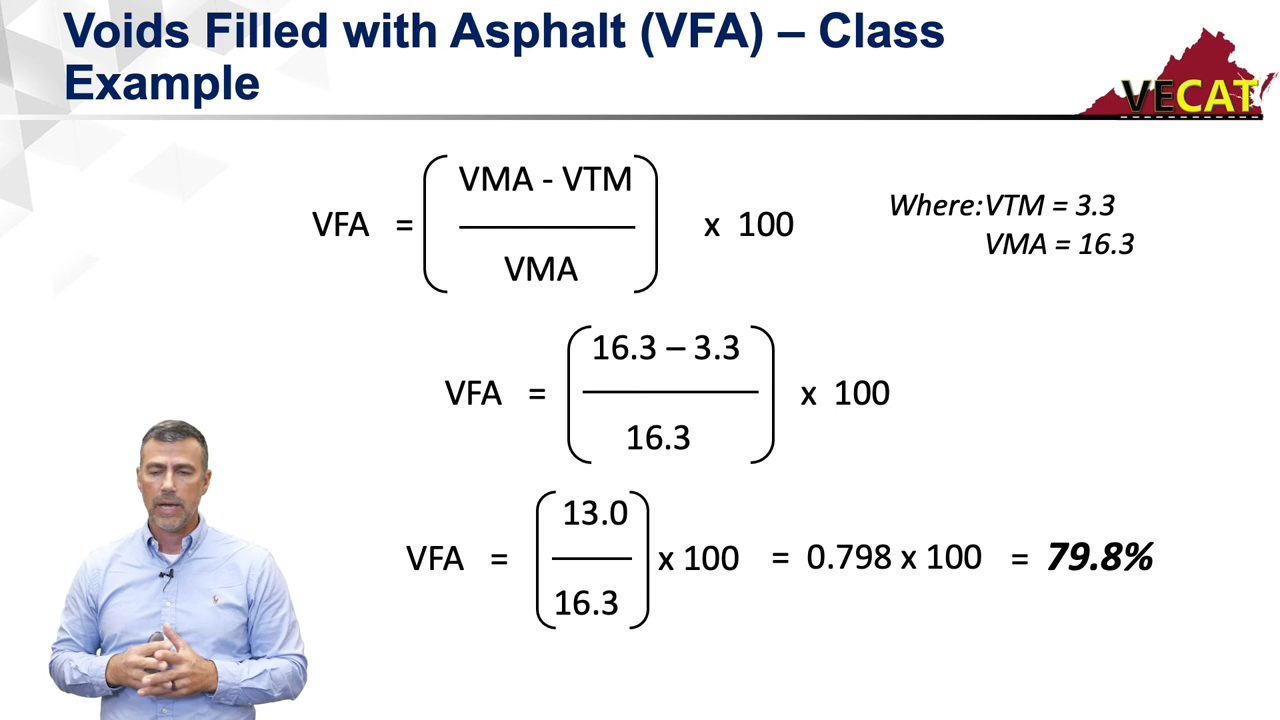 Voids Filled with Asphalt (VFA) – Class
Example
VECAT
VMA - VTM
VFA = x 100
VMA
Where: VTM = 3.3
VMA = 16.3
16.3 – 3.3
VFA = x 100
16.3
13.0
VFA = x 100 = 0.798 x 100 = 79.8%
16.3